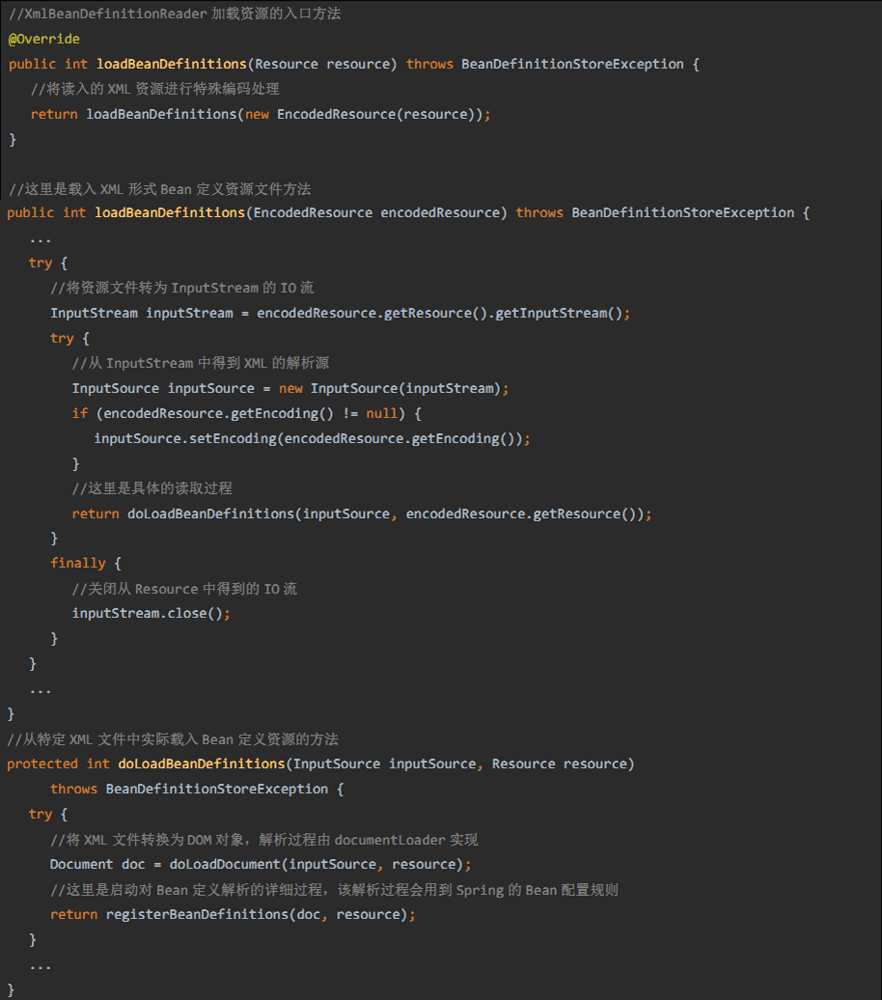 //XmlBeanDefinitionReader 加载资源的入口方法
@Override
public int loadBeanDefinitions(Resource resource) throws BeanDefinitionStoreException {
   //将读入的 XML 资源进行特殊编码处理
   return loadBeanDefinitions(new EncodedResource(resource));
}

//这里是载入 XML 形式 Bean 定义资源文件方法
public int loadBeanDefinitions(EncodedResource encodedResource) throws BeanDefinitionStoreException {
   ...
   try {
      //将资源文件转为 InputStream 的 IO 流
      InputStream inputStream = encodedResource.getResource().getInputStream();
      try {
         //从 InputStream 中得到 XML 的解析源
         InputSource inputSource = new InputSource(inputStream);
         if (encodedResource.getEncoding() != null) {
            inputSource.setEncoding(encodedResource.getEncoding());
         }
         //这里是具体的读取过程
         return doLoadBeanDefinitions(inputSource, encodedResource.getResource());
      }
      finally {
         //关闭从 Resource 中得到的 IO 流
         inputStream.close();
      }
   }
   ...
}
//从特定 XML 文件中实际载入 Bean 定义资源的方法
protected int doLoadBeanDefinitions(InputSource inputSource, Resource resource)
      throws BeanDefinitionStoreException {
   try {
      //将 XML 文件转换为 DOM 对象，解析过程由 documentLoader 实现
      Document doc = doLoadDocument(inputSource, resource);
      //这里是启动对 Bean 定义解析的详细过程，该解析过程会用到 Spring 的 Bean 配置规则
      return registerBeanDefinitions(doc, resource);
   }
   ...
}